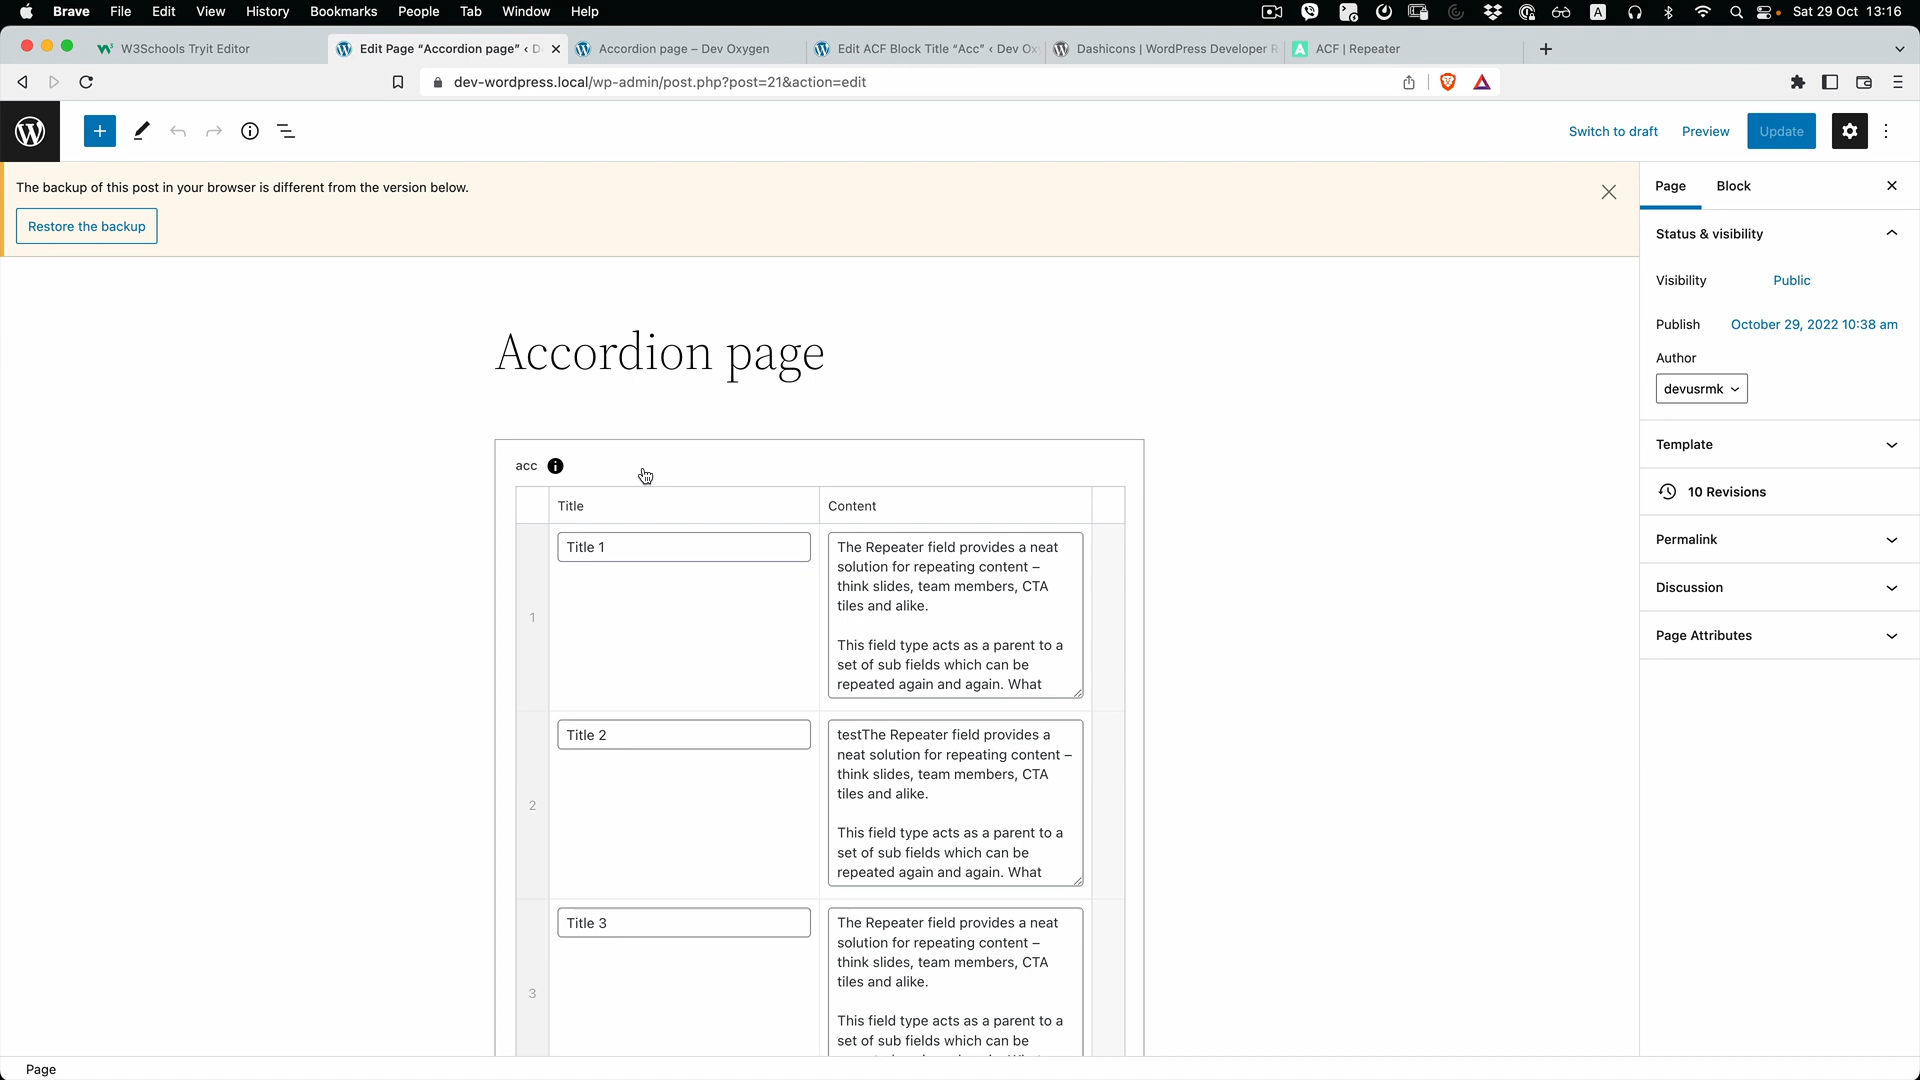 Brave File Edit View History Bookmarks People Tab Window Help A Sat 29 Oct 13:16
W3Schools Tryit Editor Edit Page “Accordion page” ‹ D Accordion page – Dev Oxygen Edit ACF Block Title “Acc” ‹ Dev Ox Dashicons | WordPress Developer R ACF | Repeater
dev-wordpress.local/wp-admin/post.php?post=21&action=edit
Switch to draft Preview Update
The backup of this post in your browser is different from the version below.
Restore the backup
Page Block
Status & visibility
Visibility Public
Publish October 29, 2022 10:38 am
Author
devusrmk
Template
10 Revisions
Permalink
Discussion
Page Attributes
Accordion page
acc
Title Content
1
Title 1
The Repeater field provides a neat
solution for repeating content –
think slides, team members, CTA
tiles and alike.
This field type acts as a parent to a
set of sub fields which can be
repeated again and again. What
2
Title 2
testThe Repeater field provides a
neat solution for repeating content –
think slides, team members, CTA
tiles and alike.
This field type acts as a parent to a
set of sub fields which can be
repeated again and again. What
3
Title 3
The Repeater field provides a neat
solution for repeating content –
think slides, team members, CTA
tiles and alike.
This field type acts as a parent to a
set of sub fields which can be
Page